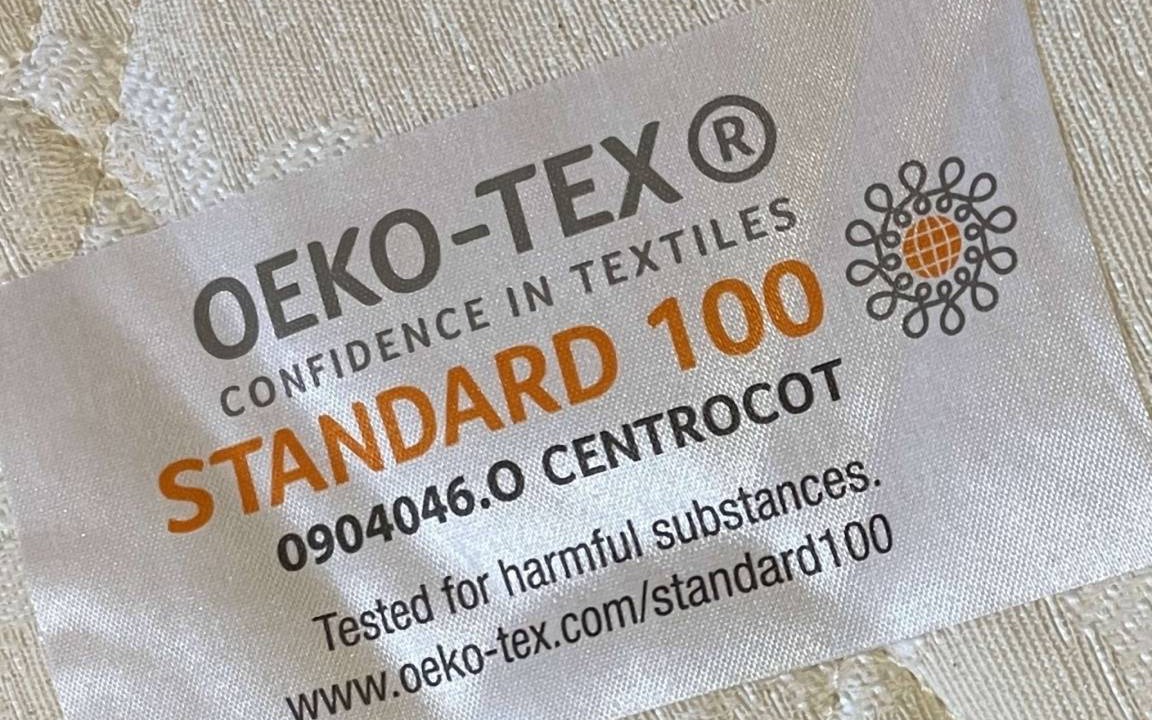 OEKO-TEX®
CONFIDENCE IN TEXTILES
STANDARD 100
0904046.O CENTROCOT
Tested for harmful substances.
www.oeko-tex.com/standard100